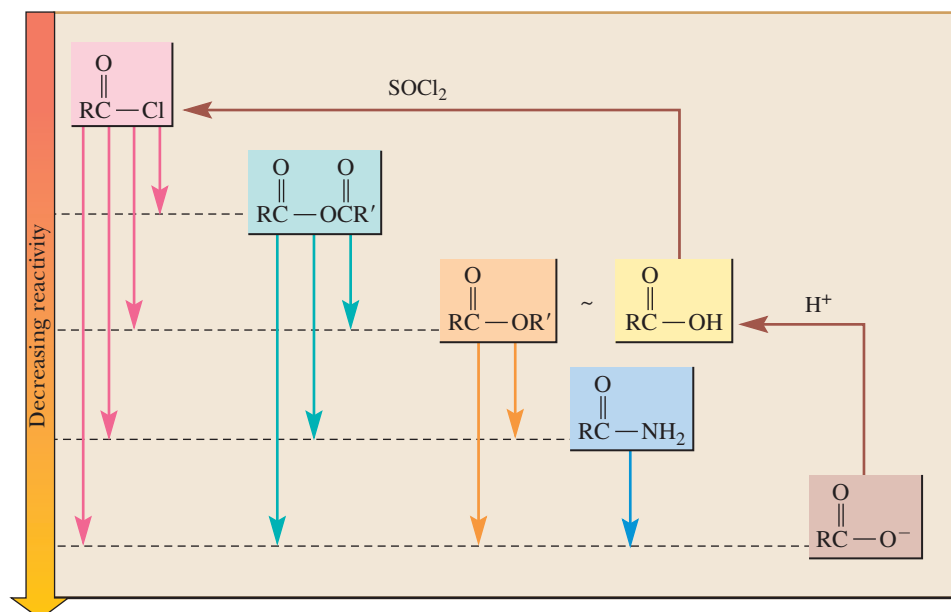 Decreasing reactivity
O
RC—Cl
SOCl₂
O O
RC—OCR′
O
RC—OR′
~
O
RC—OH
H⁺
O
RC—NH₂
O
RC—O⁻